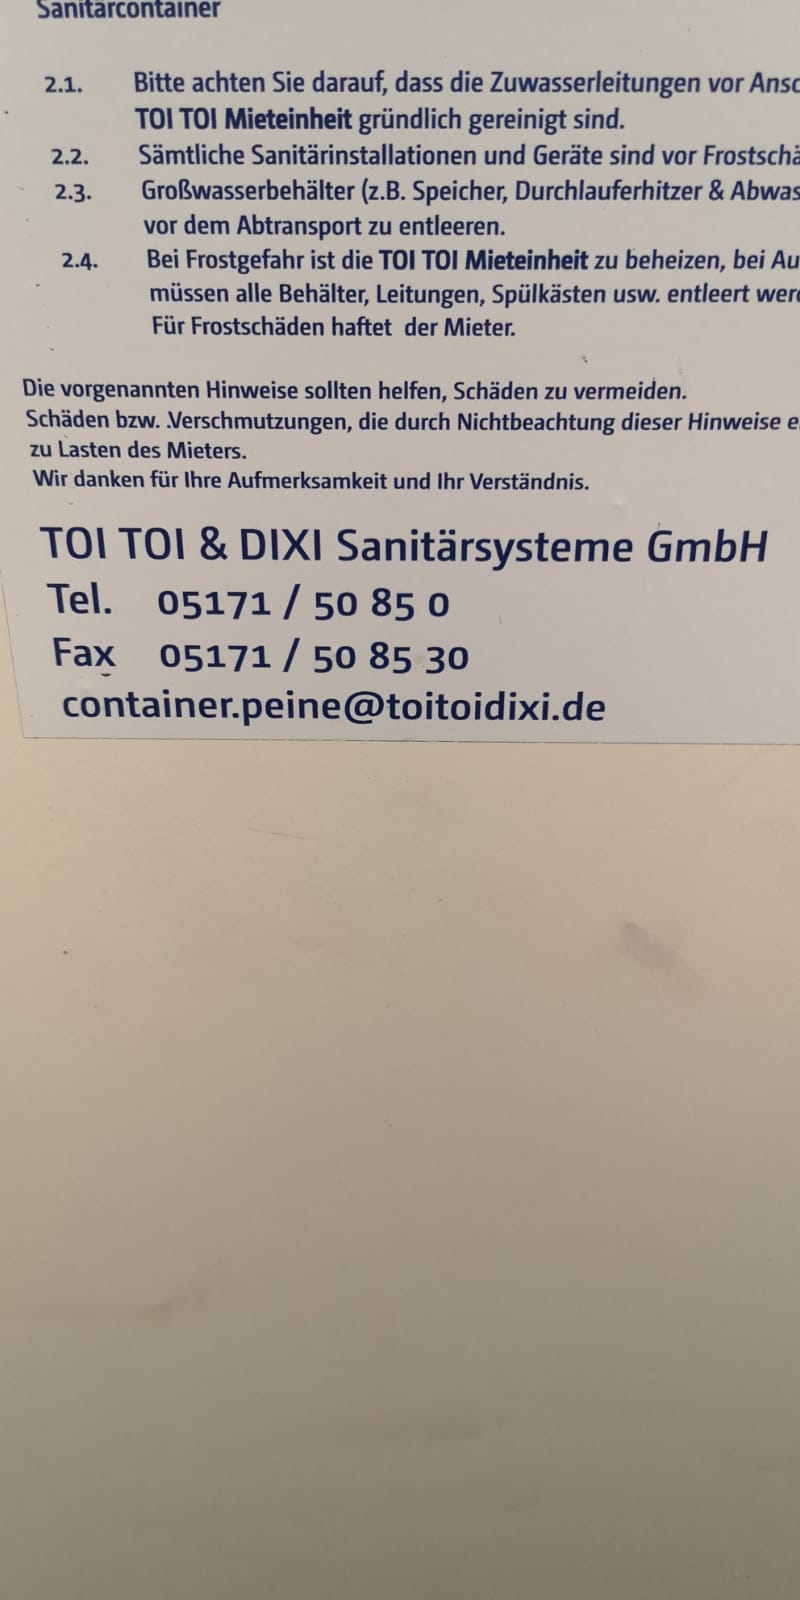 Sanitärcontainer
2.1. Bitte achten Sie darauf, dass die Zuwasserleitungen vor
TOI TOI Mieteinheit gründlich gereinigt sind.
2.2. Sämtliche Sanitärinstallationen und Geräte sind vor
2.3. Großwasserbehälter (z.B. Speicher, Durchlauferhitzer &
vor dem Abtransport zu entleeren.
2.4. Bei Frostgefahr ist die TOI TOI Mieteinheit zu beheizen, bei
müssen alle Behälter, Leitungen, Spülkästen usw. entleert
Für Frostschäden haftet der Mieter.
Die vorgenannten Hinweise sollten helfen, Schäden zu vermeiden.
Schäden bzw. .Verschmutzungen, die durch Nichtbeachtung dieser Hinweise
zu Lasten des Mieters.
Wir danken für Ihre Aufmerksamkeit und Ihr Verständnis.
TOI TOI & DIXI Sanitärsysteme GmbH
Tel. 05171 / 50 85 0
Fax 05171 / 50 85 30
container.peine@toitoidixi.de